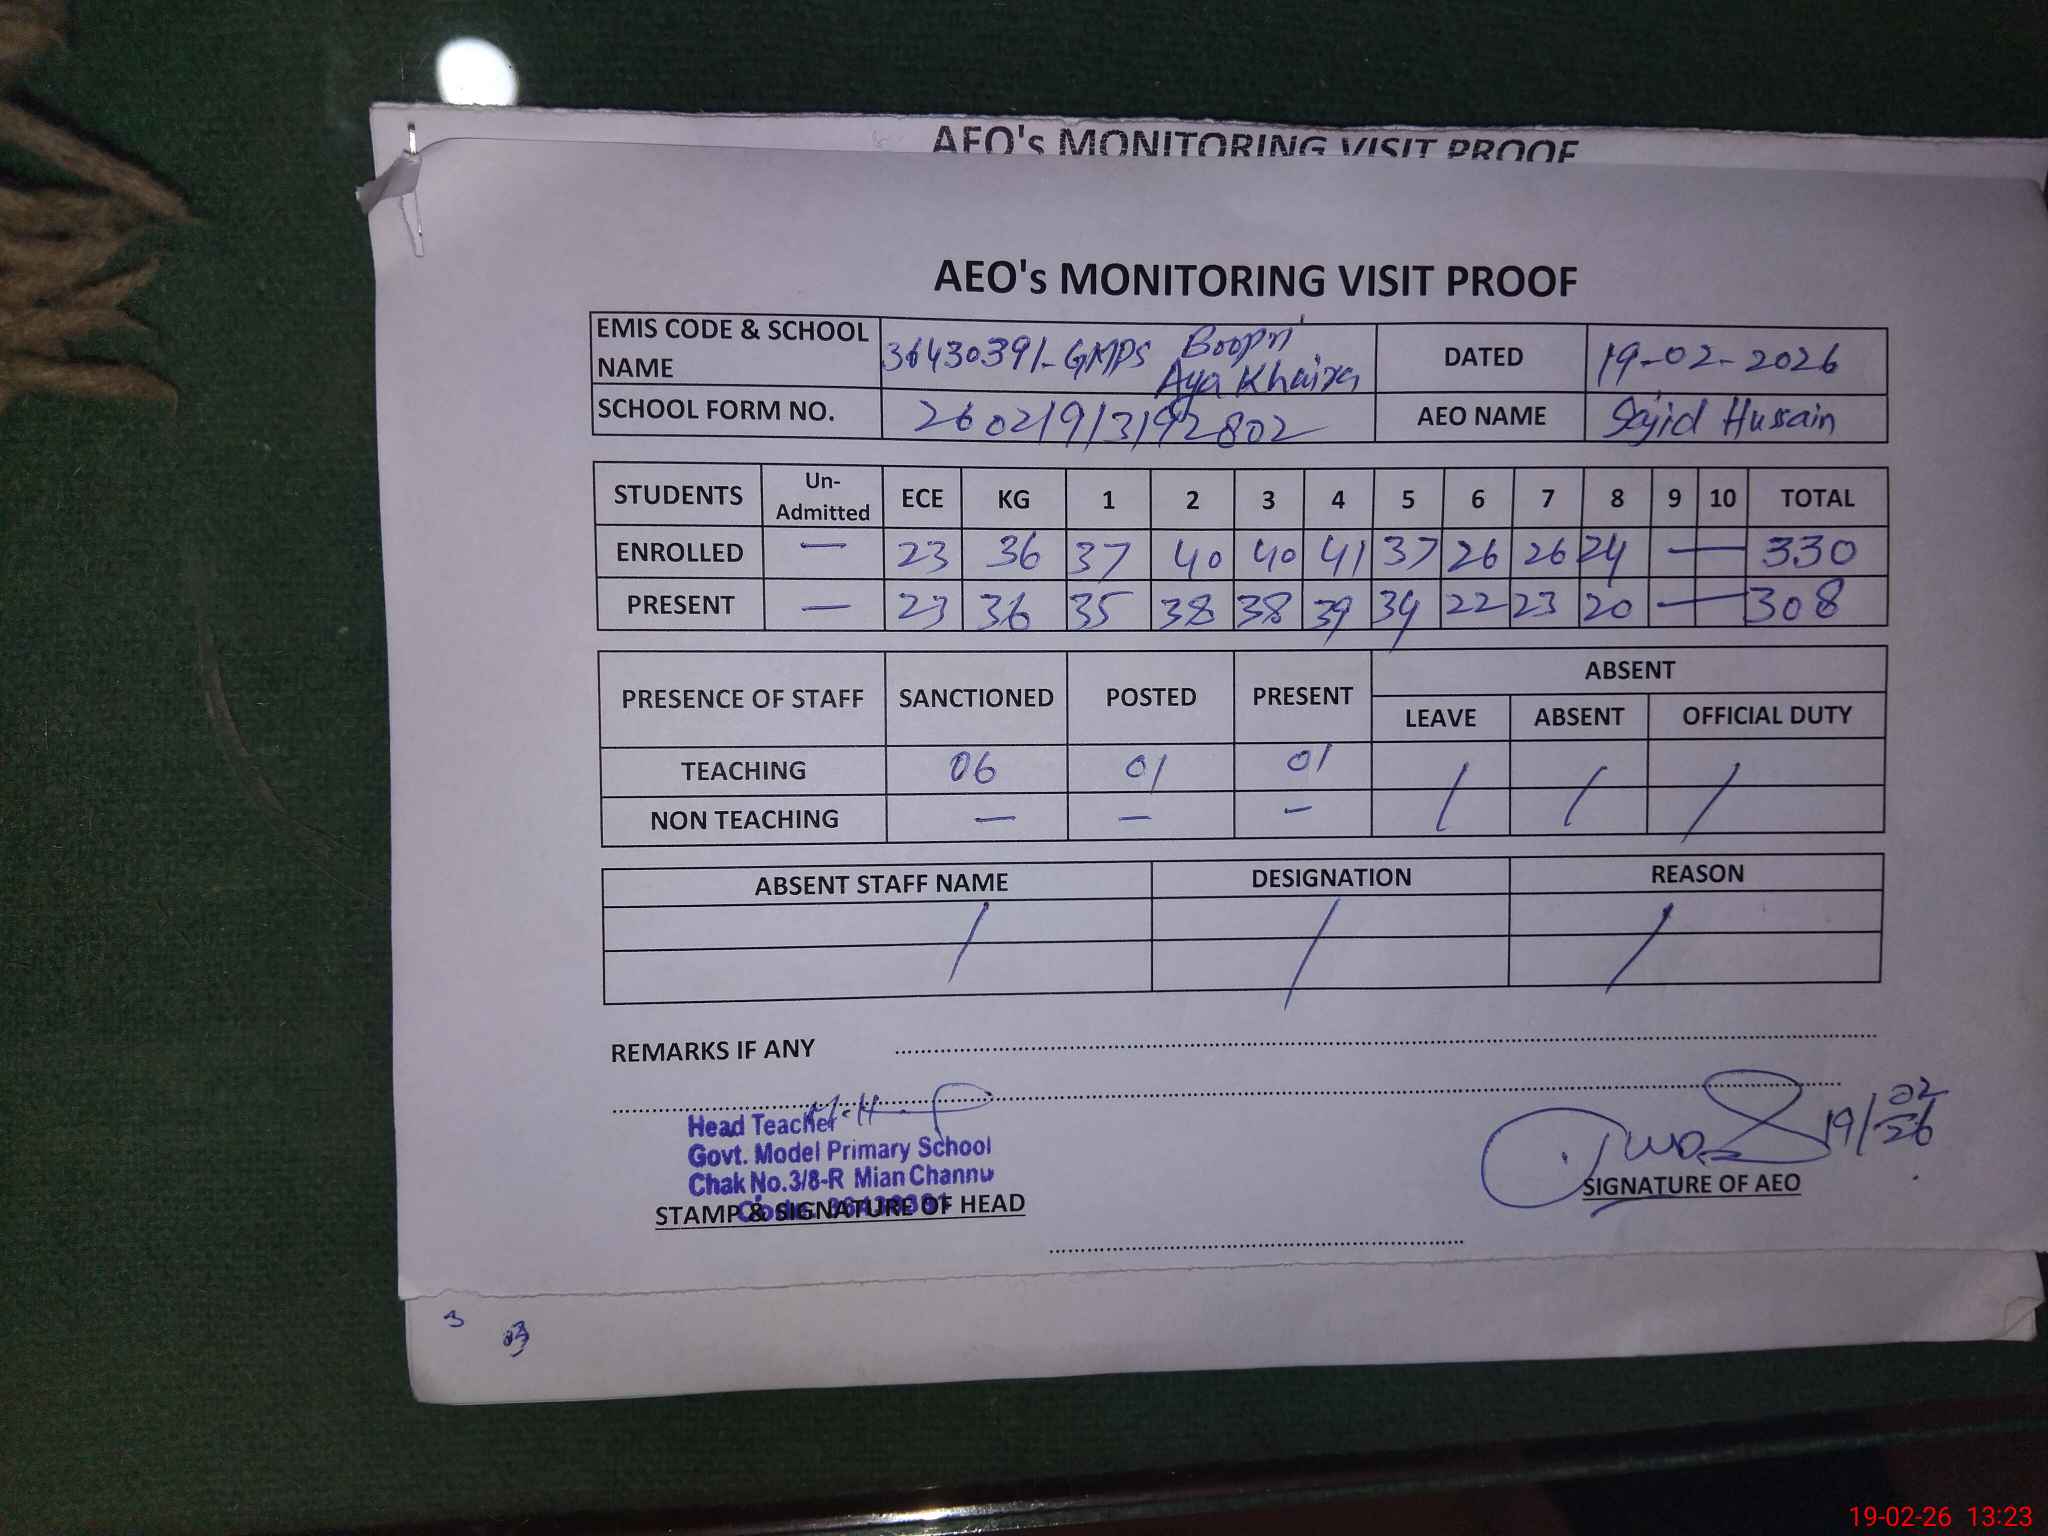 AEO's MONITORING VISIT PROOF
AEO's MONITORING VISIT PROOF
EMIS CODE & SCHOOL NAME 36430391-GMPS Boopri Aya Khaira DATED 19-02-2026
SCHOOL FORM NO. 260219/3192802 AEO NAME Sajid Hussain
STUDENTS Un-Admitted ECE KG 1 2 3 4 5 6 7 8 9 10 TOTAL
ENROLLED — 23 36 37 40 40 41 37 26 26 24 — 330
PRESENT — 23 36 35 38 38 39 34 22 23 20 — 308
PRESENCE OF STAFF SANCTIONED POSTED PRESENT ABSENT
LEAVE ABSENT OFFICIAL DUTY
TEACHING 06 01 01 / / /
NON TEACHING — — —
ABSENT STAFF NAME DESIGNATION REASON
/ / /
REMARKS IF ANY
Head Teacher
Govt. Model Primary School
Chak No.3/8-R Mian Channu
STAMP & SIGNATURE OF HEAD
19/02/26
SIGNATURE OF AEO
3
19-02-26 13:23